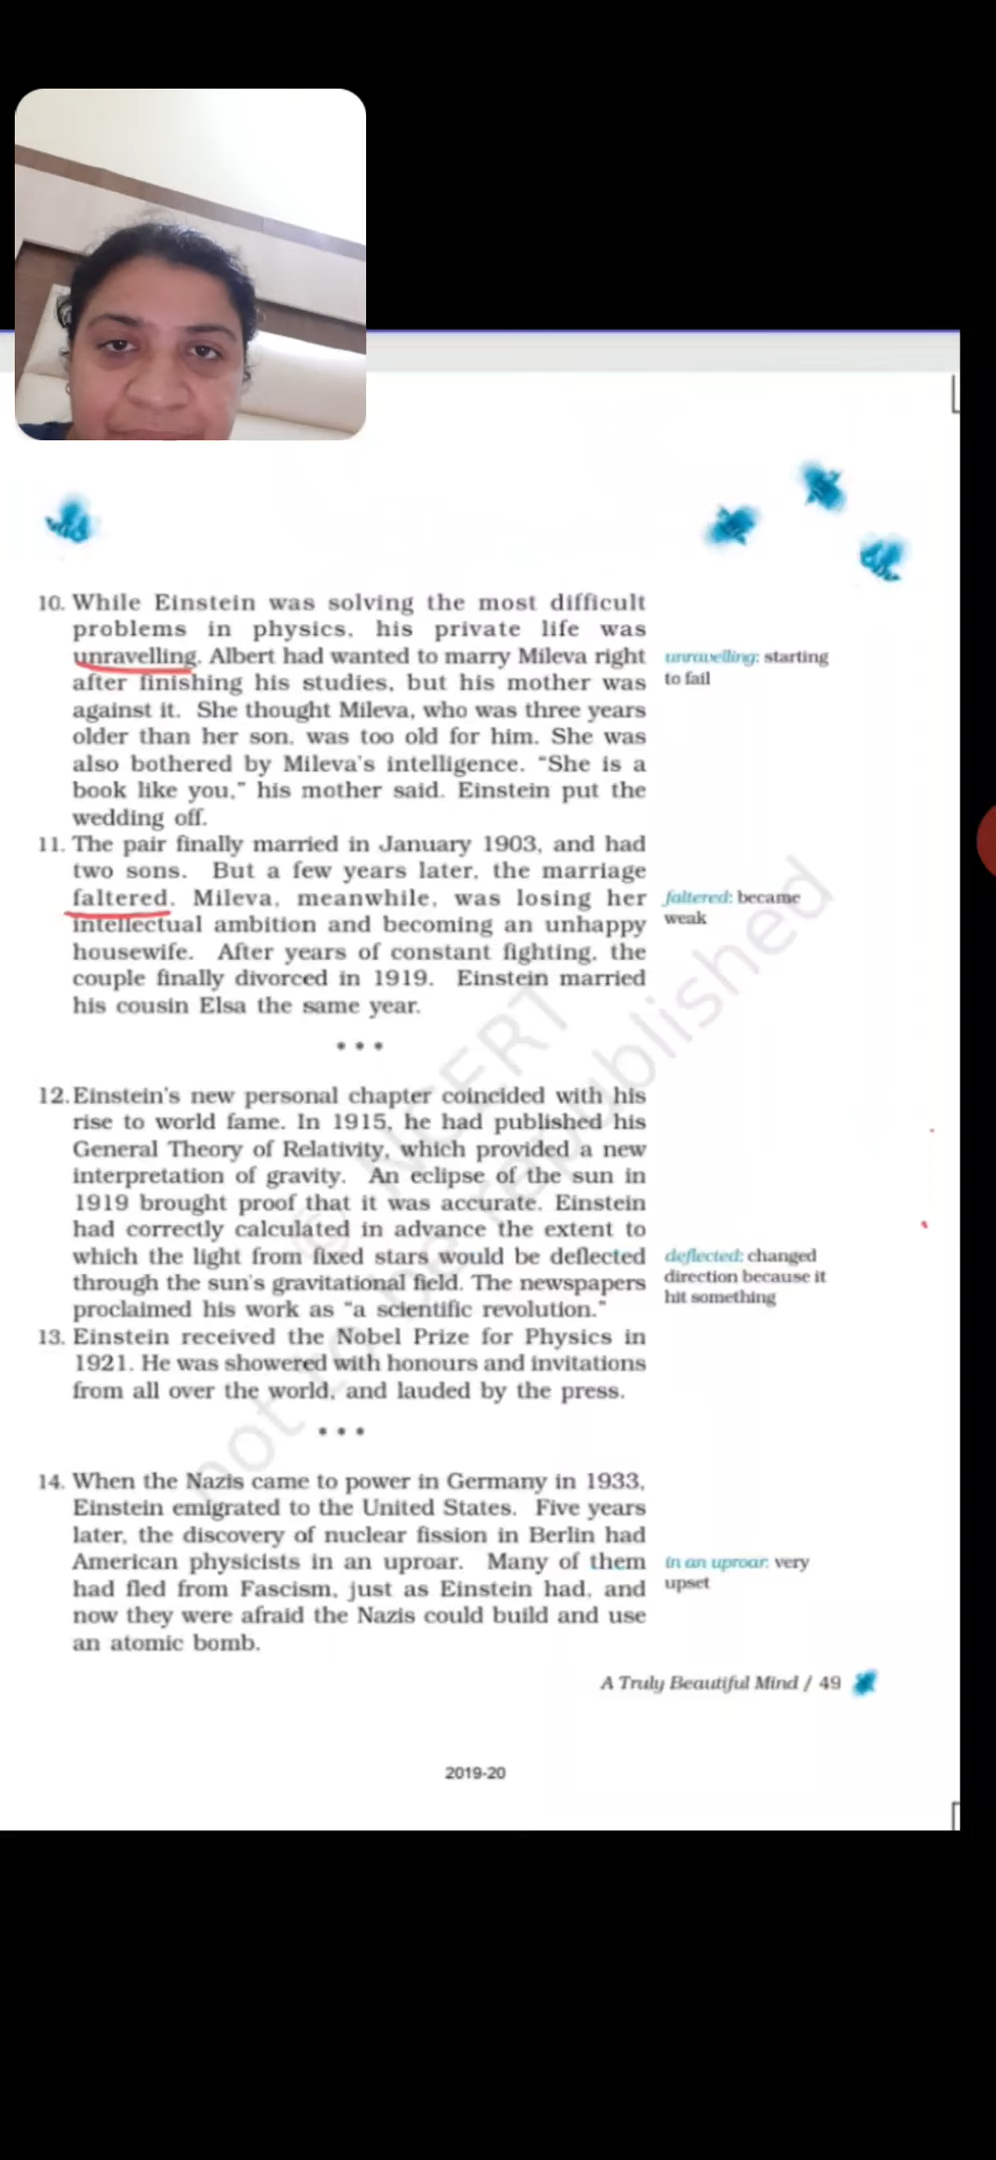 10. While Einstein was solving the most difficult
problems in physics, his private life was
unravelling. Albert had wanted to marry Mileva right
unravelling: starting
after finishing his studies, but his mother was
to fail
against it. She thought Mileva, who was three years
older than her son, was too old for him. She was
also bothered by Mileva's intelligence. “She is a
book like you,” his mother said. Einstein put the
wedding off.
11. The pair finally married in January 1903, and had
two sons. But a few years later, the marriage
faltered. Mileva, meanwhile, was losing her
faltered: became
intellectual ambition and becoming an unhappy
weak
housewife. After years of constant fighting, the
couple finally divorced in 1919. Einstein married
his cousin Elsa the same year.
• • •
12. Einstein's new personal chapter coincided with his
rise to world fame. In 1915, he had published his
General Theory of Relativity, which provided a new
interpretation of gravity. An eclipse of the sun in
1919 brought proof that it was accurate. Einstein
had correctly calculated in advance the extent to
which the light from fixed stars would be deflected
deflected: changed
through the sun's gravitational field. The newspapers
direction because it
proclaimed his work as “a scientific revolution.”
hit something
13. Einstein received the Nobel Prize for Physics in
1921. He was showered with honours and invitations
from all over the world, and lauded by the press.
• • •
14. When the Nazis came to power in Germany in 1933,
Einstein emigrated to the United States. Five years
later, the discovery of nuclear fission in Berlin had
American physicists in an uproar. Many of them
in an uproar: very
had fled from Fascism, just as Einstein had, and
upset
now they were afraid the Nazis could build and use
an atomic bomb.
A Truly Beautiful Mind / 49
2019-20
© NCERT
not to be republished